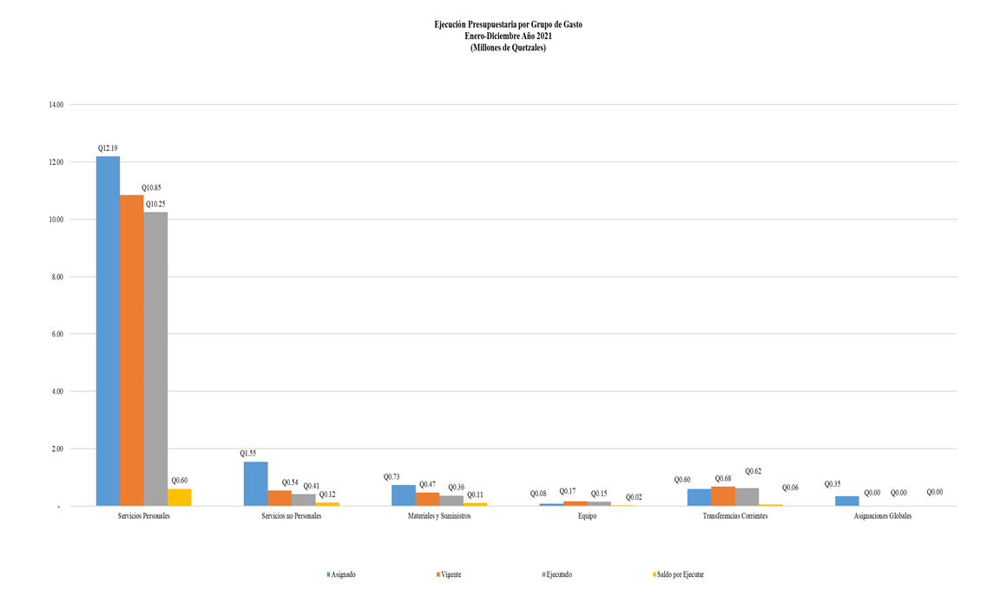 Ejecución Presupuestaria por Grupo de Gasto
Enero-Diciembre Año 2021
(Millones de Quetzales)
14.00
12.00
10.00
8.00
6.00
4.00
2.00
-
Q12.19
Q10.85
Q10.25
Q0.60
Q1.55
Q0.54
Q0.41
Q0.12
Q0.73
Q0.47
Q0.36
Q0.11
Q0.08
Q0.17
Q0.15
Q0.02
Q0.60
Q0.68
Q0.62
Q0.06
Q0.35
Q0.00
Q0.00
Q0.00
Servicios Personales
Servicios no Personales
Materiales y Suministros
Equipo
Transferencias Corrientes
Asignaciones Globales
Asignado
Vigente
Ejecutado
Saldo por Ejecutar